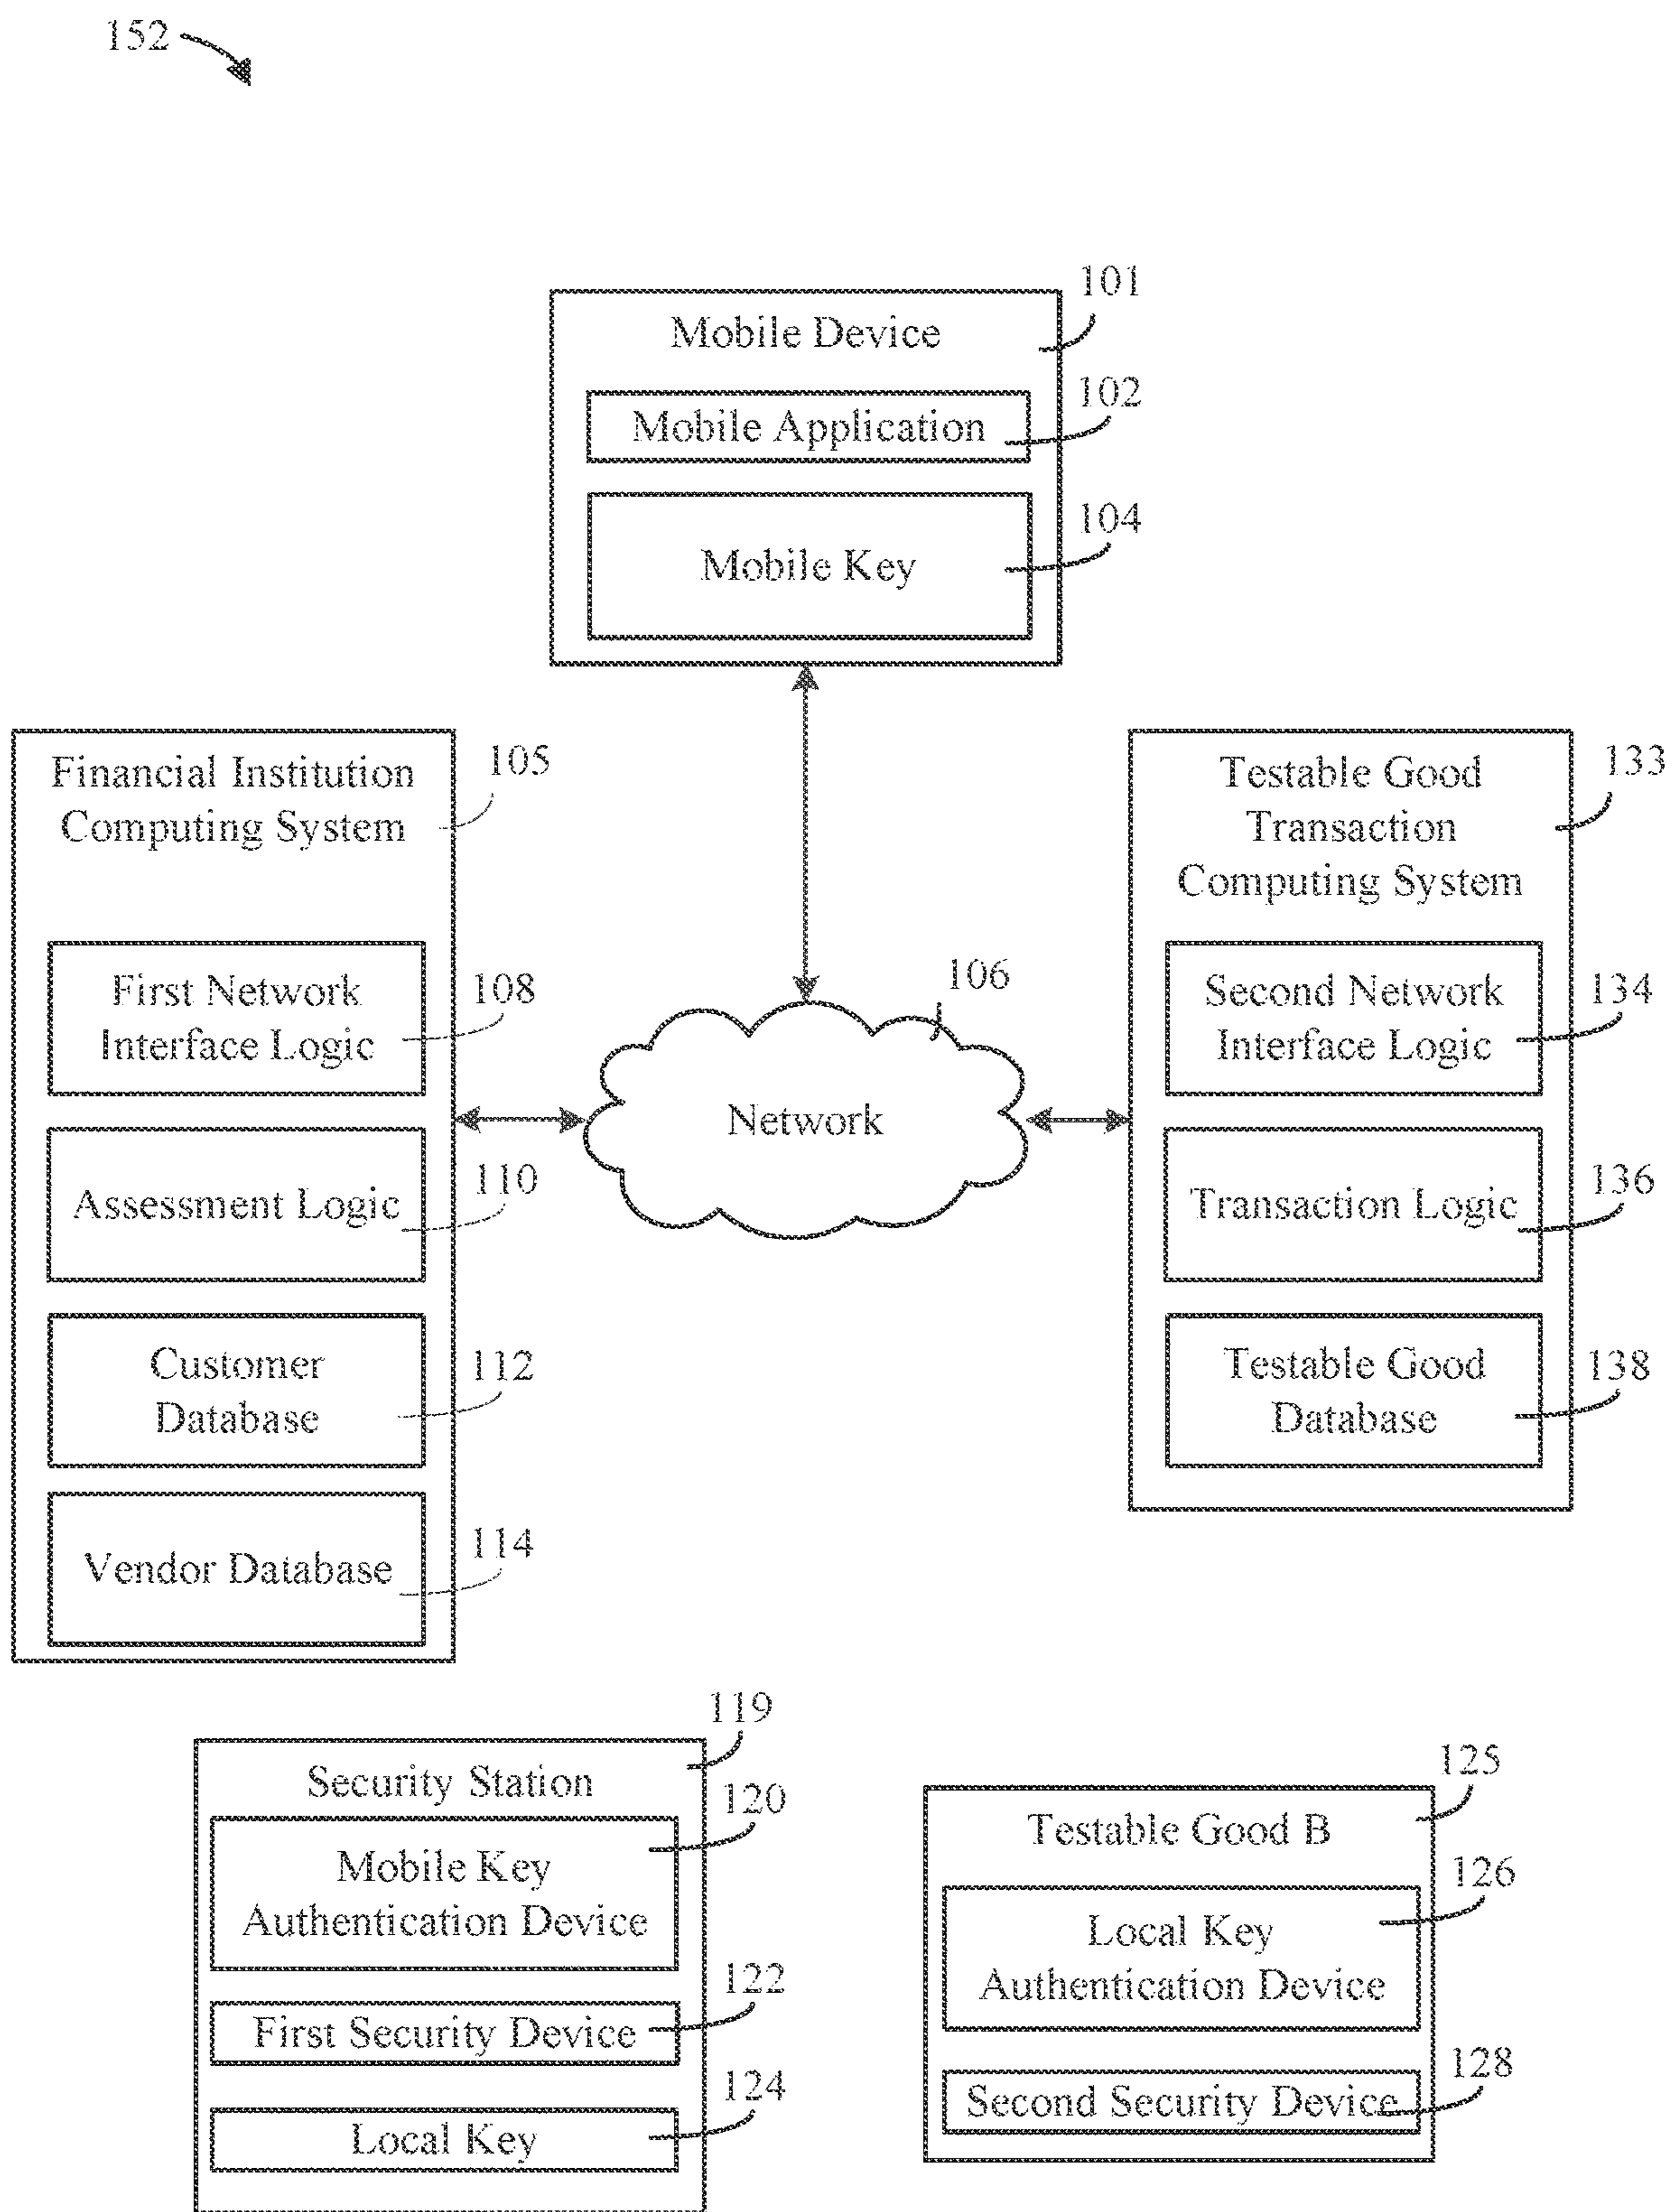 152
101
Mobile Device
102
Mobile Application
104
Mobile Key
Financial Institution
Computing System
105
First Network
Interface Logic
108
Assessment Logic
110
Customer
Database
112
Vendor Database
114
106
Network
Testable Good
Transaction
Computing System
133
Second Network
Interface Logic
134
Transaction Logic
136
Testable Good
Database
138
119
Security Station
120
Mobile Key
Authentication Device
122
First Security Device
124
Local Key
125
Testable Good B
126
Local Key
Authentication Device
128
Second Security Device